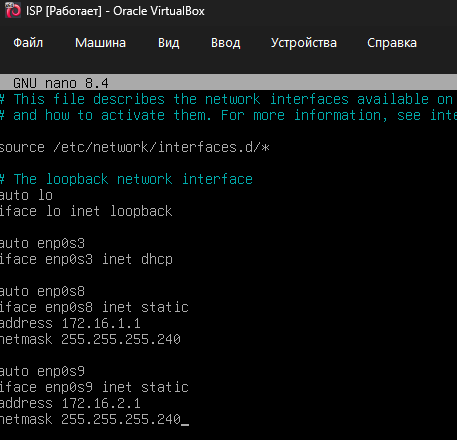 ISP [Работает] - Oracle VirtualBox
Файл Машина Вид Ввод Устройства Справка
GNU nano 8.4
# This file describes the network interfaces available on
# and how to activate them. For more information, see inte
source /etc/network/interfaces.d/*
# The loopback network interface
auto lo
iface lo inet loopback
auto enp0s3
iface enp0s3 inet dhcp
auto enp0s8
iface enp0s8 inet static
address 172.16.1.1
netmask 255.255.255.240
auto enp0s9
iface enp0s9 inet static
address 172.16.2.1
netmask 255.255.255.240_